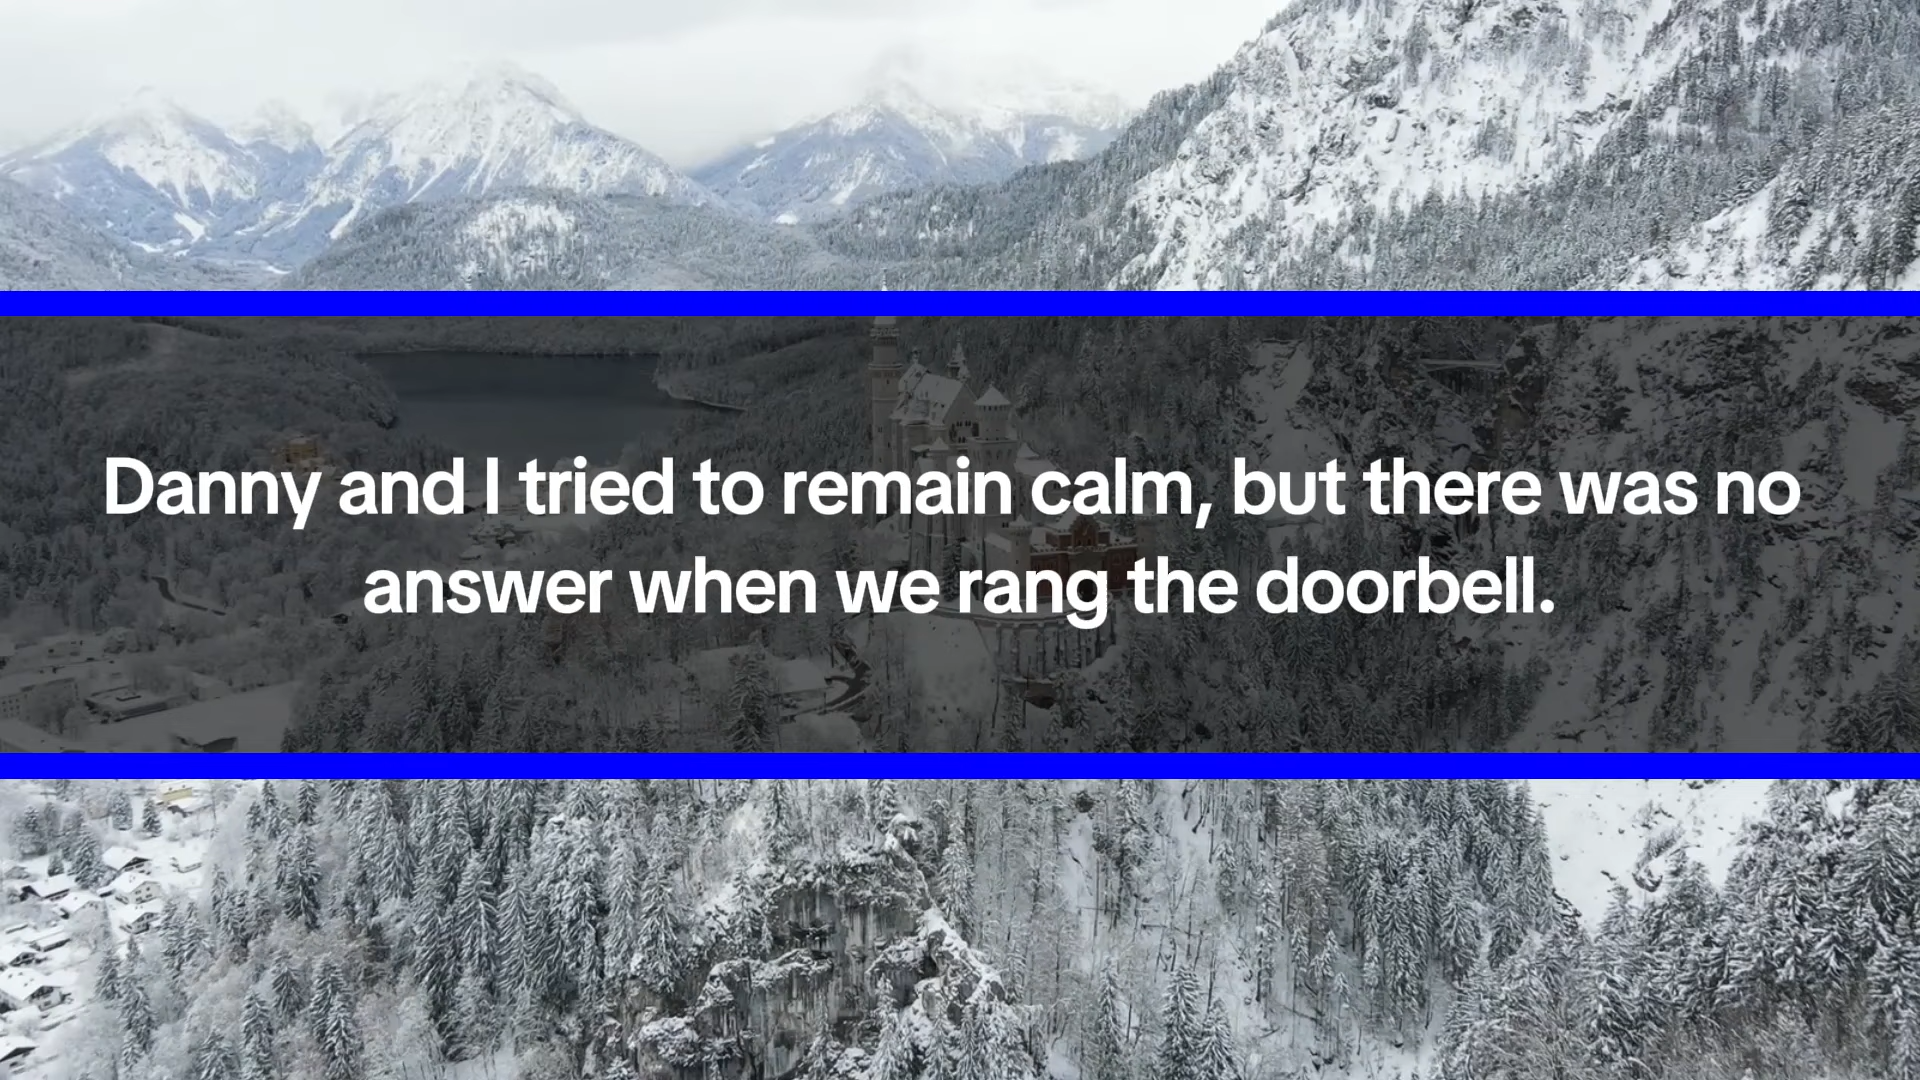 Danny and I tried to remain calm, but there was no
answer when we rang the doorbell.